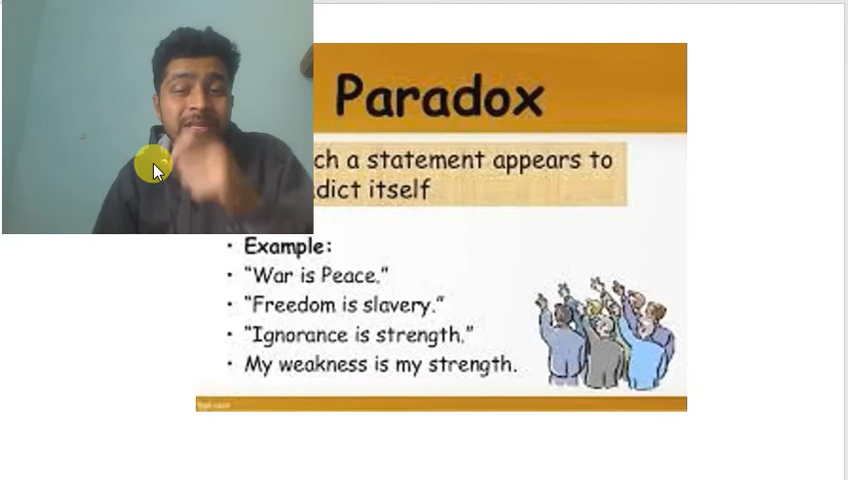 Paradox
ch a statement appears to
dict itself
• Example:
• "War is Peace."
• "Freedom is slavery."
• "Ignorance is strength."
• My weakness is my strength.